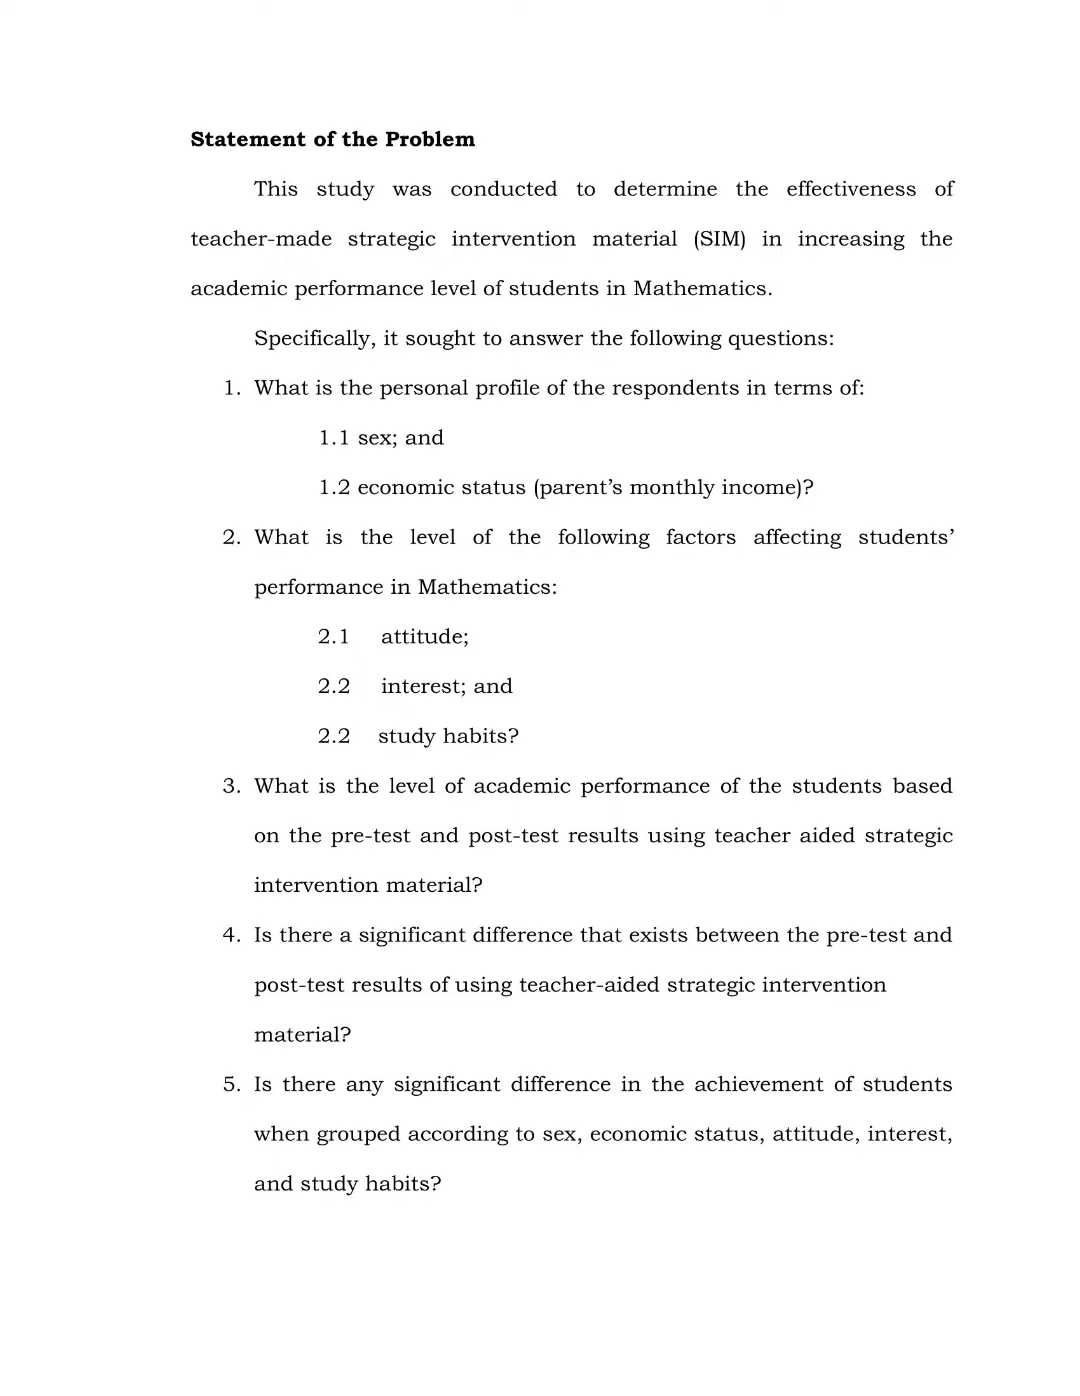 Statement of the Problem
This study was conducted to determine the effectiveness of
teacher-made strategic intervention material (SIM) in increasing the
academic performance level of students in Mathematics.
Specifically, it sought to answer the following questions:
1. What is the personal profile of the respondents in terms of:
1.1 sex; and
1.2 economic status (parent’s monthly income)?
2. What is the level of the following factors affecting students’
performance in Mathematics:
2.1 attitude;
2.2 interest; and
2.2 study habits?
3. What is the level of academic performance of the students based
on the pre-test and post-test results using teacher aided strategic
intervention material?
4. Is there a significant difference that exists between the pre-test and
post-test results of using teacher-aided strategic intervention
material?
5. Is there any significant difference in the achievement of students
when grouped according to sex, economic status, attitude, interest,
and study habits?